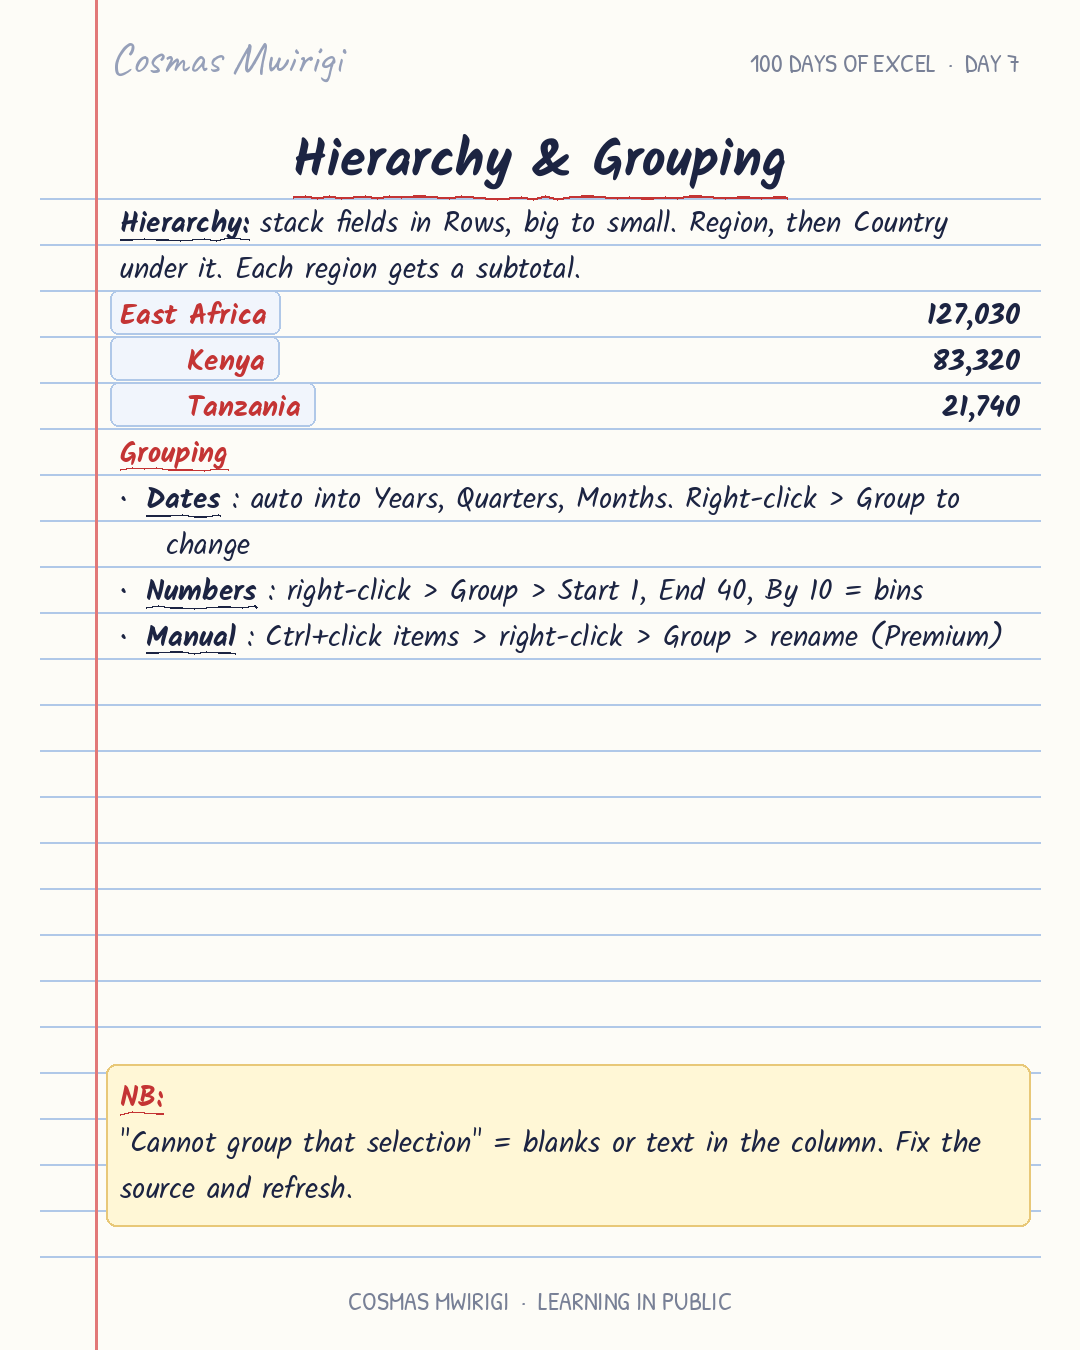 Cosmas Mwirigi
100 DAYS OF EXCEL · DAY 7
Hierarchy & Grouping
Hierarchy: stack fields in Rows, big to small. Region, then Country
under it. Each region gets a subtotal.
East Africa 127,030
Kenya 83,320
Tanzania 21,740
Grouping
· Dates : auto into Years, Quarters, Months. Right-click > Group to
change
· Numbers : right-click > Group > Start 1, End 40, By 10 = bins
· Manual : Ctrl+click items > right-click > Group > rename (Premium)
NB:
"Cannot group that selection" = blanks or text in the column. Fix the
source and refresh.
COSMAS MWIRIGI · LEARNING IN PUBLIC